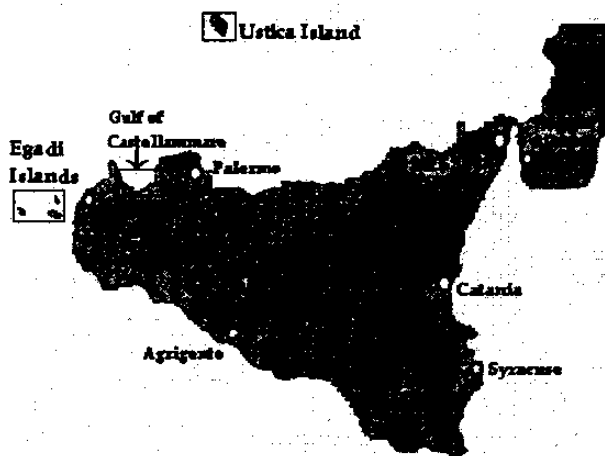 Ustica Island
Gulf of
Castellammare
Egadi
Islands
Palermo
Catania
Agrigento
Syracuse